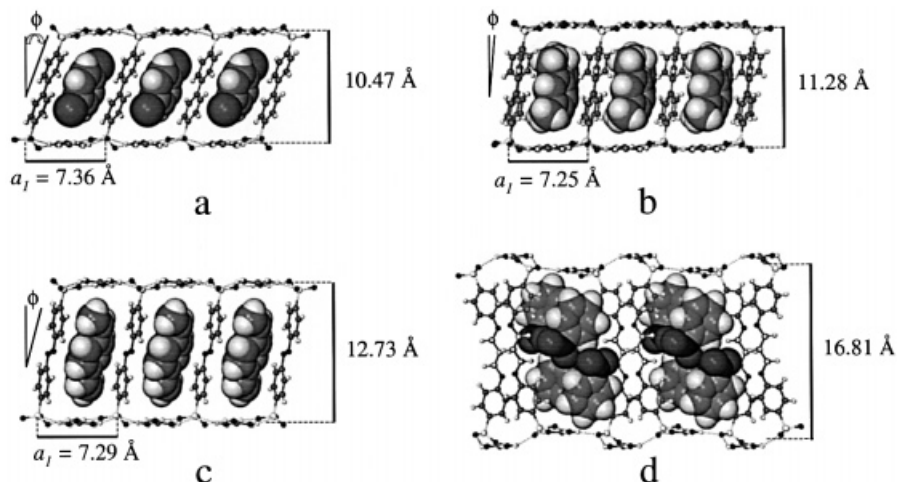 ϕ
10.47 Å
a₁ = 7.36 Å
a
ϕ
11.28 Å
a₁ = 7.25 Å
b
ϕ
12.73 Å
a₁ = 7.29 Å
c
16.81 Å
d